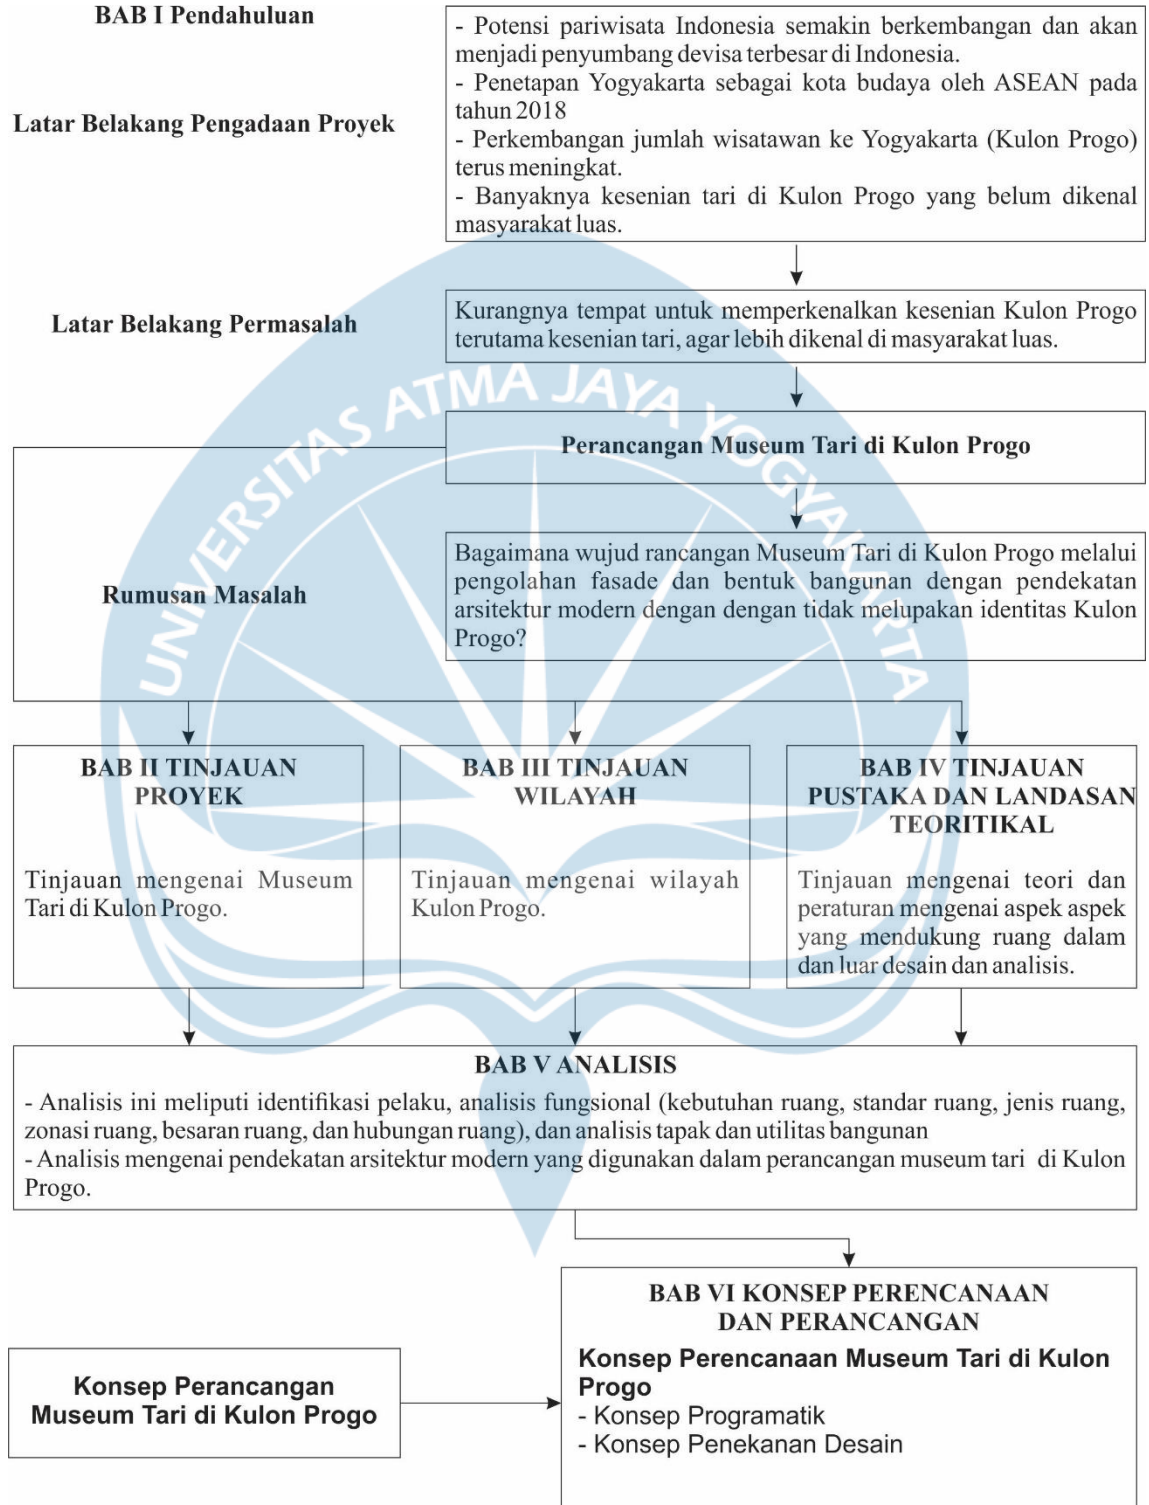 BAB I Pendahuluan
- Potensi pariwisata Indonesia semakin berkembangan dan akan
menjadi penyumbang devisa terbesar di Indonesia.
- Penetapan Yogyakarta sebagai kota budaya oleh ASEAN pada
tahun 2018
Latar Belakang Pengadaan Proyek
- Perkembangan jumlah wisatawan ke Yogyakarta (Kulon Progo)
terus meningkat.
- Banyaknya kesenian tari di Kulon Progo yang belum dikenal
masyarakat luas.
Latar Belakang Permasalah
Kurangnya tempat untuk memperkenalkan kesenian Kulon Progo
terutama kesenian tari, agar lebih dikenal di masyarakat luas.
UNIVERSITAS ATMA JAYA YOGYAKARTA
Perancangan Museum Tari di Kulon Progo
Rumusan Masalah
Bagaimana wujud rancangan Museum Tari di Kulon Progo melalui
pengolahan fasade dan bentuk bangunan dengan pendekatan
arsitektur modern dengan dengan tidak melupakan identitas Kulon
Progo?
BAB II TINJAUAN
PROYEK
Tinjauan mengenai Museum
Tari di Kulon Progo.
BAB III TINJAUAN
WILAYAH
Tinjauan mengenai wilayah
Kulon Progo.
BAB IV TINJAUAN
PUSTAKA DAN LANDASAN
TEORITIKAL
Tinjauan mengenai teori dan
peraturan mengenai aspek aspek
yang mendukung ruang dalam
dan luar desain dan analisis.
BAB V ANALISIS
- Analisis ini meliputi identifikasi pelaku, analisis fungsional (kebutuhan ruang, standar ruang, jenis ruang,
zonasi ruang, besaran ruang, dan hubungan ruang), dan analisis tapak dan utilitas bangunan
- Analisis mengenai pendekatan arsitektur modern yang digunakan dalam perancangan museum tari di Kulon
Progo.
BAB VI KONSEP PERENCANAAN
DAN PERANCANGAN
Konsep Perencanaan Museum Tari di Kulon
Progo
- Konsep Programatik
- Konsep Penekanan Desain
Konsep Perancangan
Museum Tari di Kulon Progo